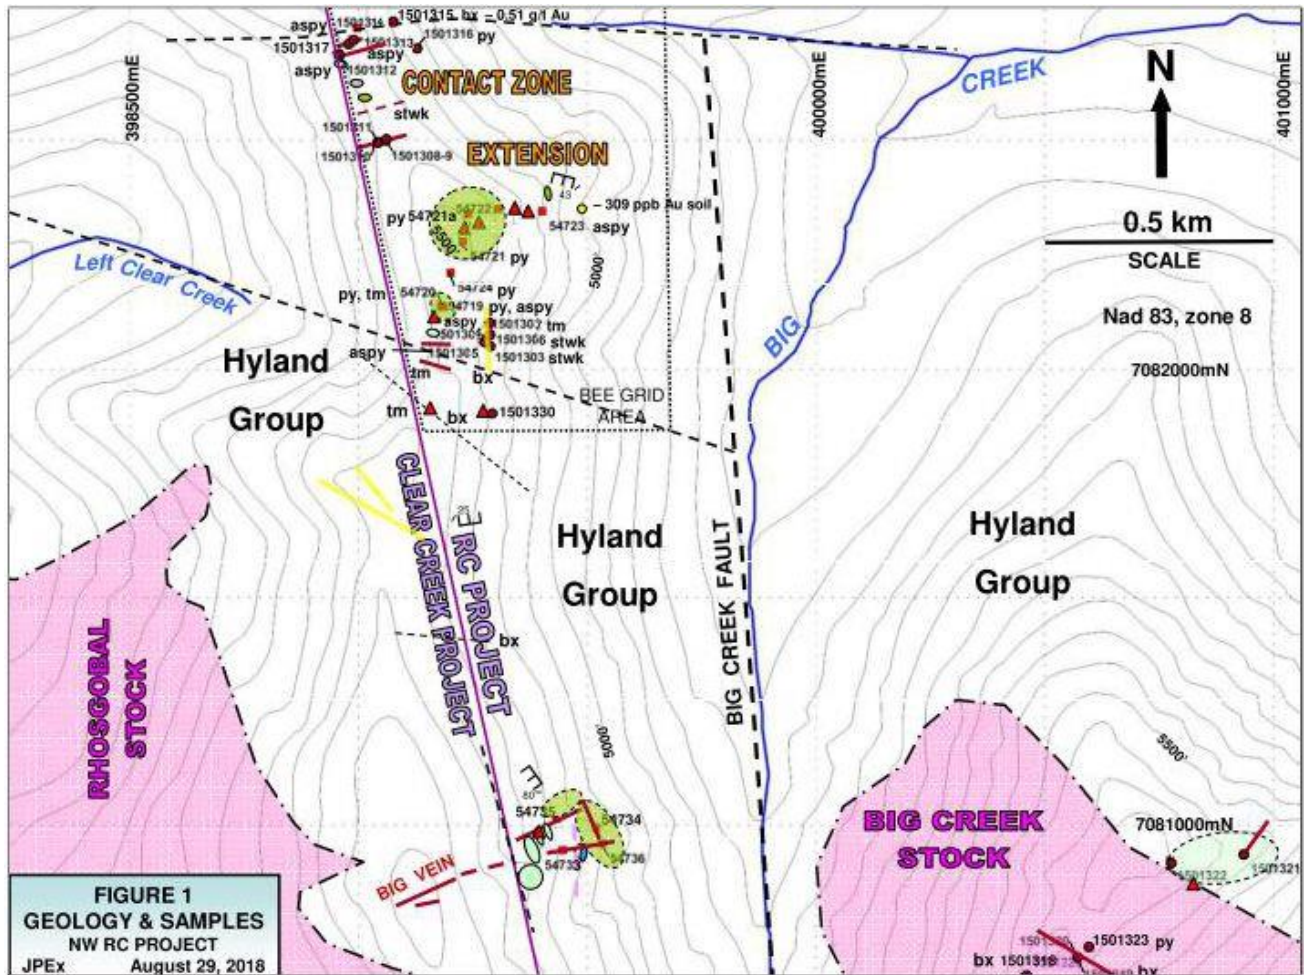 aspy 1501314 1501315 bx – 0.51 g/t Au
1501317 1501313 1501316 py
aspy
aspy 1501312
CONTACT ZONE
stwk
EXTENSION
1501308-9
398500mE
400000mE
401000mE
CREEK
N
0.5 km
SCALE
Nad 83, zone 8
7082000mN
43
– 309 ppb Au soil
py 54721a 54722
54723 aspy
5500'
54721 py
5000'
Left Clear Creek
54724 py
py, tm 54720
54719 py, aspy
aspy 1501302 tm
1501306 stwk
aspy 1501305 1501303 stwk
tm
bx
BEE GRID
AREA
tm bx 1501330
BIG
Hyland
Group
CLEAR CREEK PROJECT
RC PROJECT
Hyland
Group
Hyland
Group
BIG CREEK FAULT
bx
RHOSGOBAL
STOCK
5000'
5500'
54734
54733
54736
BIG VEIN
BIG CREEK
STOCK
7081000mN
1501321
1501322
1501323 py
bx 1501318
bx
FIGURE 1
GEOLOGY & SAMPLES
NW RC PROJECT
JPEx August 29, 2018